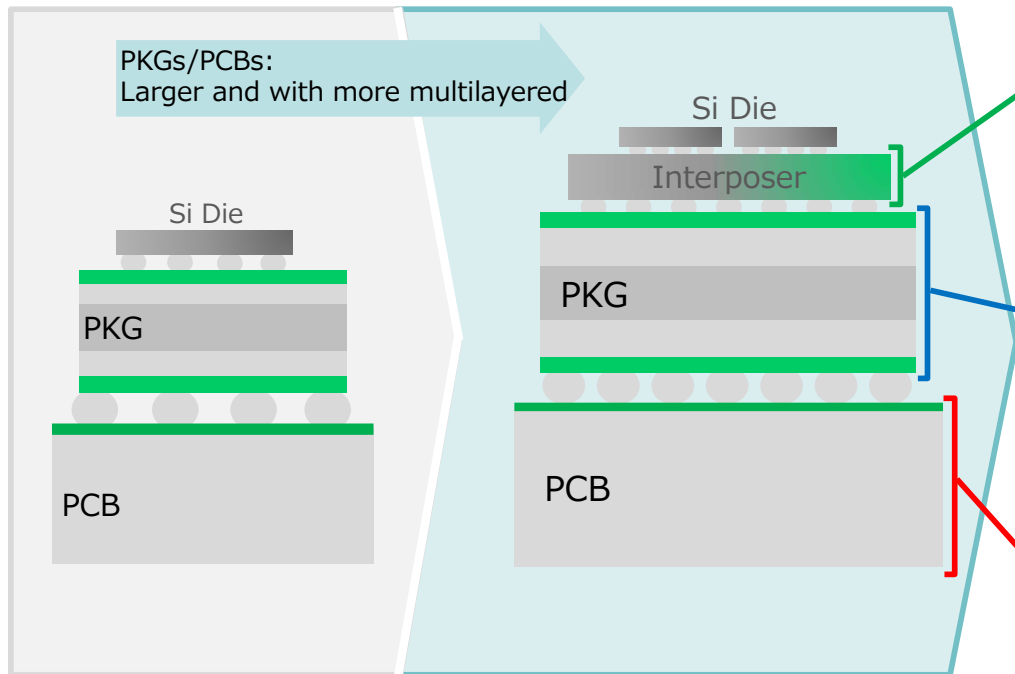 PKGs/PCBs:
Larger and with more multilayered
Si Die
PKG
PCB
Si Die
Interposer
PKG
PCB